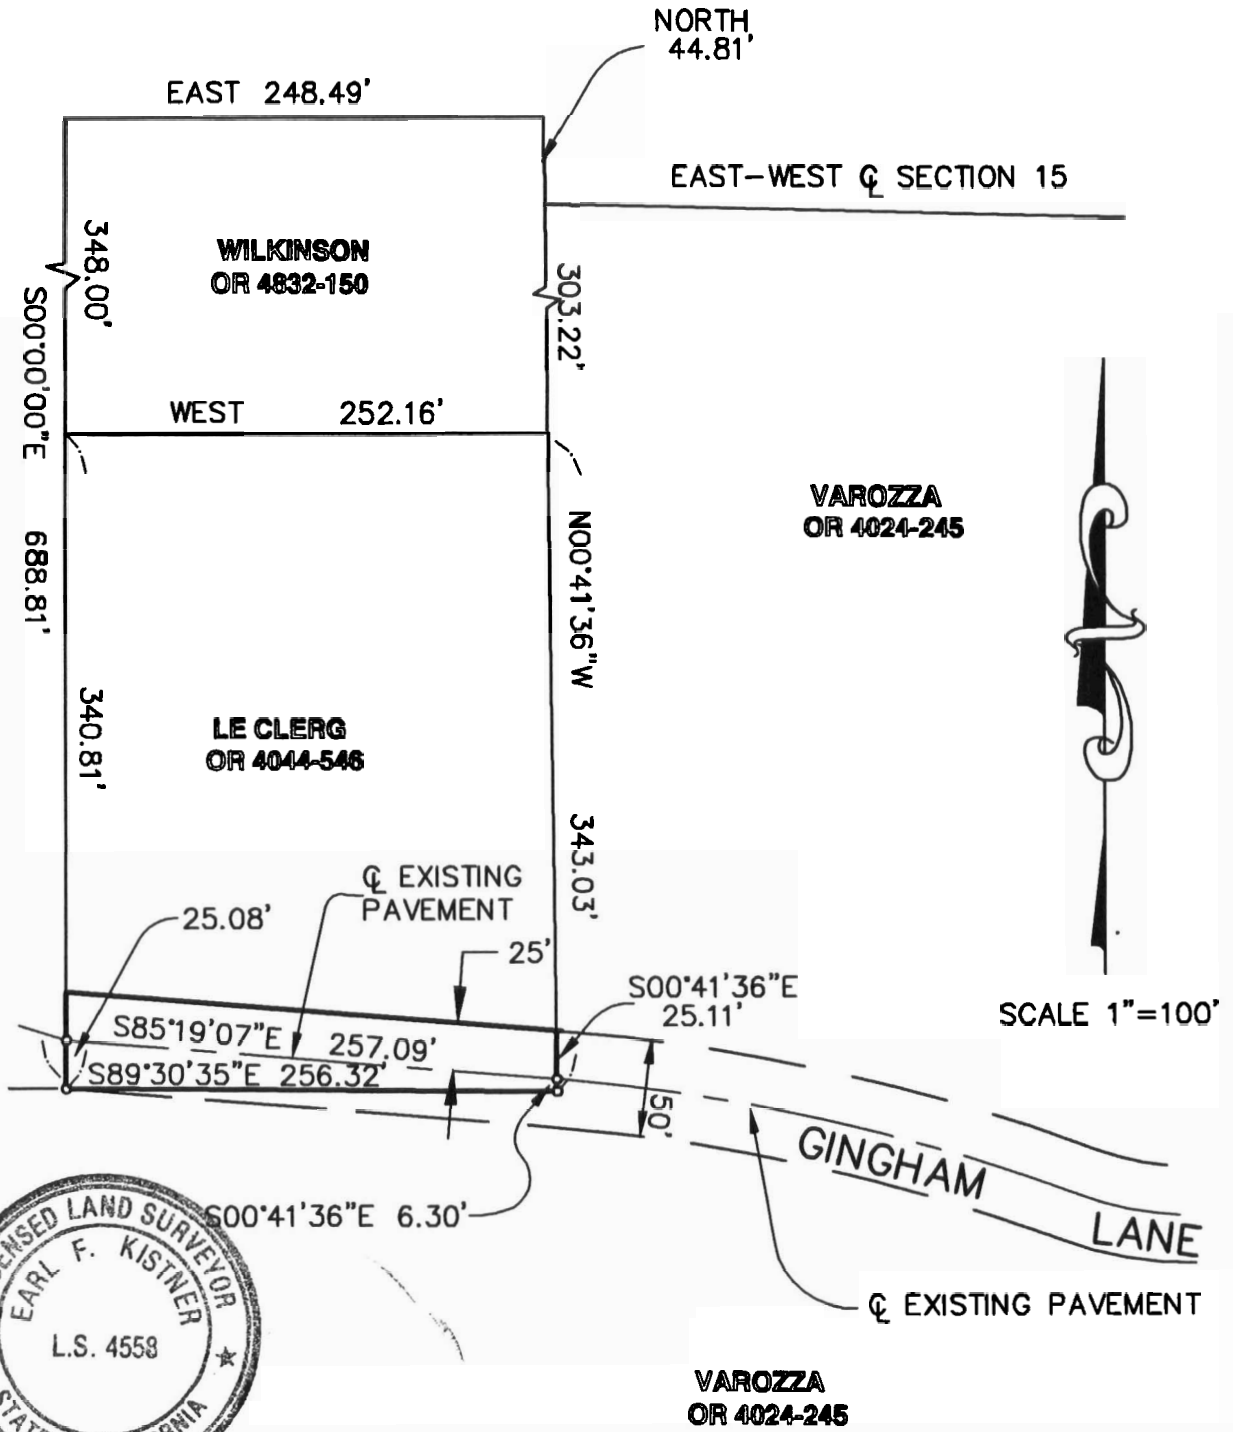 NORTH
44.81'
EAST 248.49'
EAST-WEST ℄ SECTION 15
348.00'
WILKINSON
OR 4832-150
303.22'
S00°00'00"E 688.81'
WEST 252.16'
VAROZZA
OR 4024-245
N00°41'36"W 343.03'
340.81'
LE CLERG
OR 4044-546
℄ EXISTING
PAVEMENT
25.08'
25'
S00°41'36"E
25.11'
SCALE 1"=100'
S85°19'07"E 257.09'
S89°30'35"E 256.32'
50'
GINGHAM LANE
S00°41'36"E 6.30'
℄ EXISTING PAVEMENT
LAND SURVEYOR
EARL F. KISTNER
L.S. 4558
VAROZZA
OR 4024-245